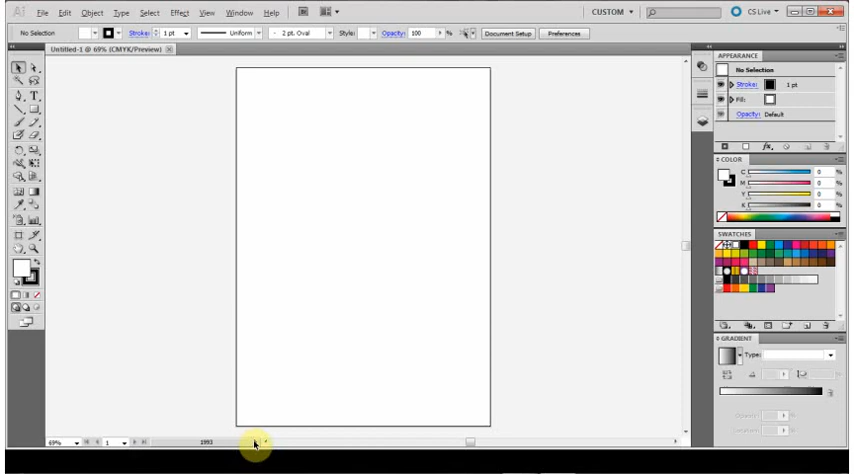 Ai File Edit Object Type Select Effect View Window Help CUSTOM CS Live
No Selection Stroke: 1 pt Uniform 2 pt. Oval Style: Opacity: 100 % Document Setup Preferences
Untitled-1 @ 69% (CMYK/Preview)
APPEARANCE
No Selection
Stroke: 1 pt
Fill:
Opacity: Default
fx
COLOR
C 0 %
M 0 %
Y 0 %
K 0 %
SWATCHES
GRADIENT
Type:
Opacity: %
69% 1 1993